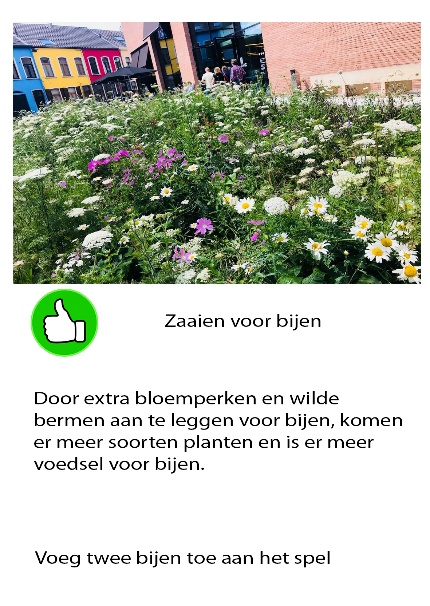 Zaaien voor bijen
Door extra bloemperken en wilde
bermen aan te leggen voor bijen, komen
er meer soorten planten en is er meer
voedsel voor bijen.
Voeg twee bijen toe aan het spel